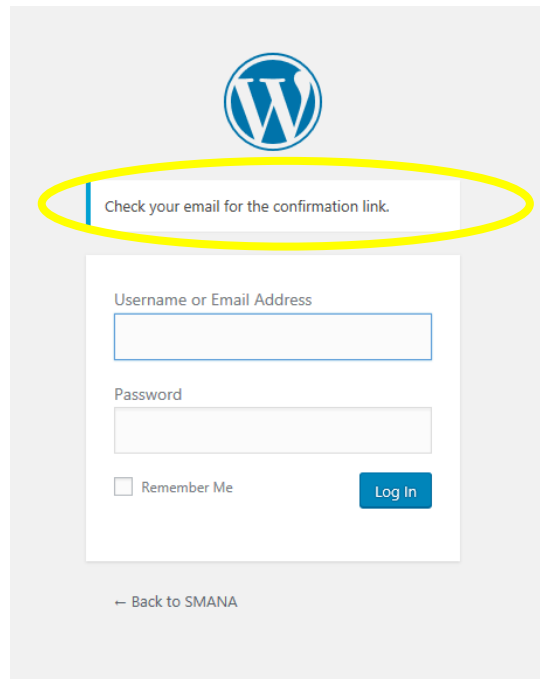 Check your email for the confirmation link.
Username or Email Address
Password
Remember Me
Log In
← Back to SMANA